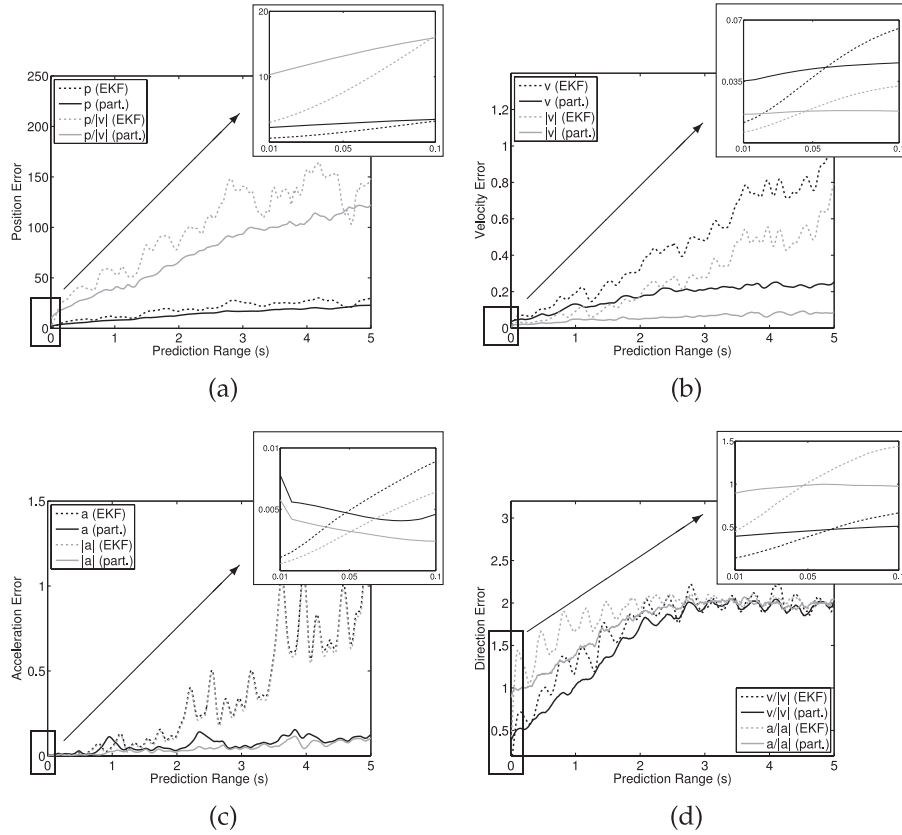 20
10
0.01
0.05
0.1
250
200
150
100
50
0
0
1
2
3
4
5
Position Error
Prediction Range (s)
p (EKF)
p (part.)
p/|v| (EKF)
p/|v| (part.)
(a)
0.07
0.035
0.01
0.05
0.1
1.4
1.2
1
0.8
0.6
0.4
0.2
0
0
1
2
3
4
5
Velocity Error
Prediction Range (s)
v (EKF)
v (part.)
|v| (EKF)
|v| (part.)
(b)
0.01
0.005
0.01
0.05
0.1
1.5
1
0.5
0
0
1
2
3
4
5
Acceleration Error
Prediction Range (s)
a (EKF)
a (part.)
|a| (EKF)
|a| (part.)
(c)
1.5
1
0.5
0.01
0.05
0.1
3
2.5
2
1.5
1
0.5
0
1
2
3
4
5
Direction Error
Prediction Range (s)
v/|v| (EKF)
v/|v| (part.)
a/|a| (EKF)
a/|a| (part.)
(d)